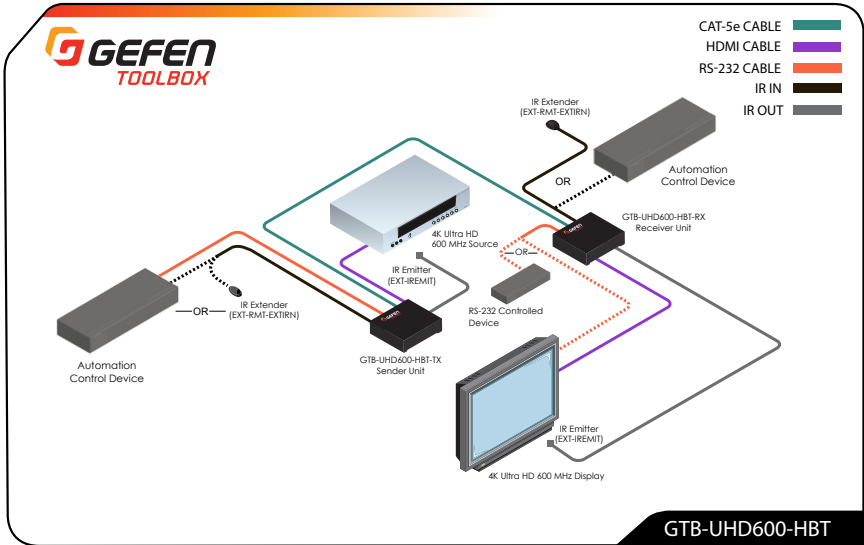 GEFEN
TOOLBOX
CAT-5e CABLE
HDMI CABLE
RS-232 CABLE
IR IN
IR OUT
IR Extender
(EXT-RMT-EXTIRN)
OR
Automation
Control Device
GTB-UHD600-HBT-RX
Receiver Unit
4K Ultra HD
600 MHz Source
OR
IR Emitter
(EXT-IREMIT)
RS-232 Controlled
Device
OR
IR Extender
(EXT-RMT-EXTIRN)
Automation
Control Device
GTB-UHD600-HBT-TX
Sender Unit
IR Emitter
(EXT-IREMIT)
4K Ultra HD 600 MHz Display
GTB-UHD600-HBT
GEFEN
GEFEN